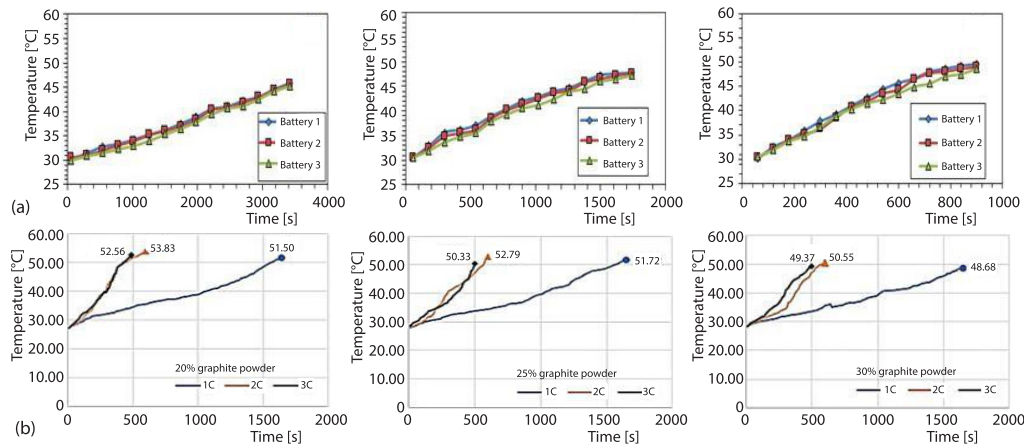 60
55
50
45
40
35
30
25
Temperature [°C]
0
1000
2000
3000
4000
Time [s]
Battery 1
Battery 2
Battery 3
60
55
50
45
40
35
30
25
Temperature [°C]
0
500
1000
1500
2000
Time [s]
Battery 1
Battery 2
Battery 3
60
55
50
45
40
35
30
25
Temperature [°C]
0
200
400
600
800
1000
Time [s]
Battery 1
Battery 2
Battery 3
(a)
60.00
50.00
40.00
30.00
20.00
10.00
0
Temperature [°C]
52.56
53.83
51.50
20% graphite powder
1C 2C 3C
0 500 1000 1500 2000
Time [s]
60.00
50.00
40.00
30.00
20.00
10.00
0
Temperature [°C]
50.33
52.79
51.72
25% graphite powder
1C 2C 3C
0 500 1000 1500 2000
Time [s]
60.00
50.00
40.00
30.00
20.00
10.00
0
Temperature [°C]
49.37
50.55
48.68
30% graphite powder
1C 2C 3C
0 500 1000 1500 2000
Time [s]
(b)